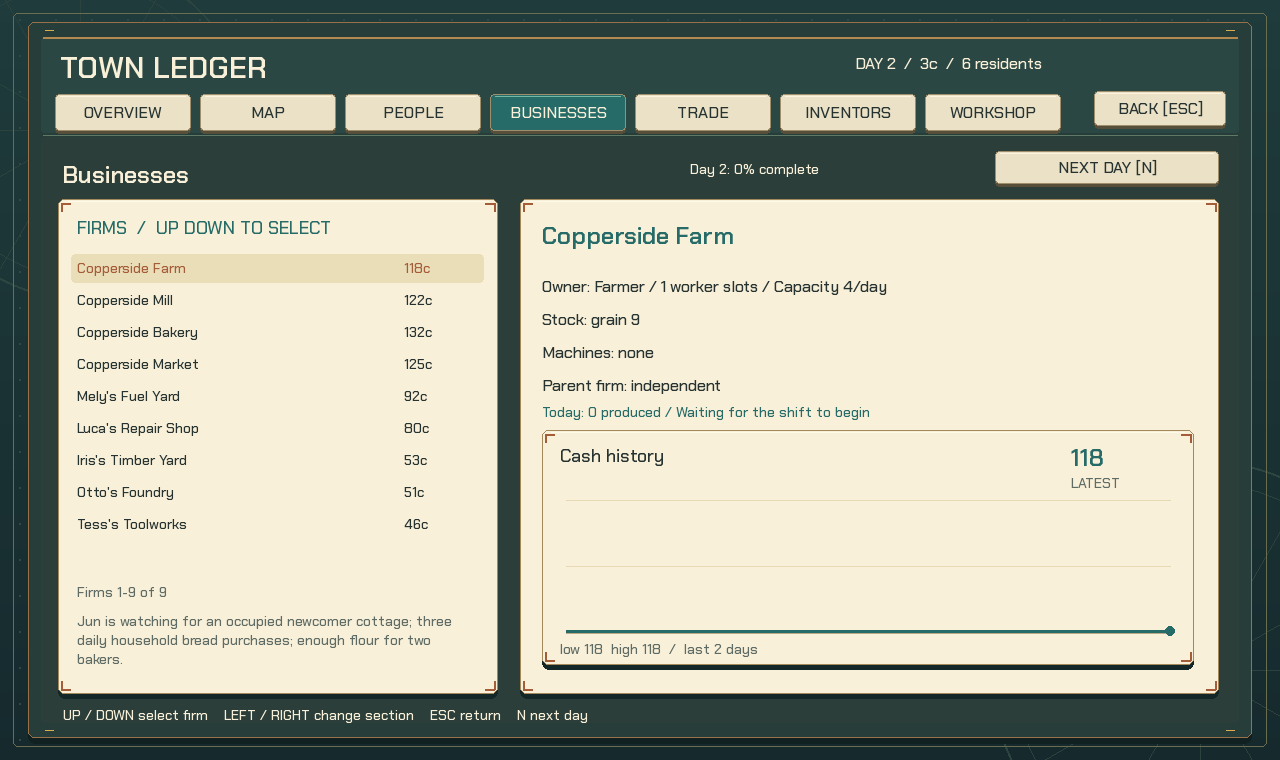 TOWN LEDGER
DAY 2 / 3c / 6 residents
OVERVIEW
MAP
PEOPLE
BUSINESSES
TRADE
INVENTORS
WORKSHOP
BACK [ESC]
Businesses
Day 2: 0% complete
NEXT DAY [N]
FIRMS / UP DOWN TO SELECT
Copperside Farm 118c
Copperside Mill 122c
Copperside Bakery 132c
Copperside Market 125c
Mely's Fuel Yard 92c
Luca's Repair Shop 80c
Iris's Timber Yard 53c
Otto's Foundry 51c
Tess's Toolworks 46c
Firms 1-9 of 9
Jun is watching for an occupied newcomer cottage; three
daily household bread purchases; enough flour for two
bakers.
Copperside Farm
Owner: Farmer / 1 worker slots / Capacity 4/day
Stock: grain 9
Machines: none
Parent firm: independent
Today: 0 produced / Waiting for the shift to begin
Cash history
118
LATEST
low 118 high 118 / last 2 days
UP / DOWN select firm LEFT / RIGHT change section ESC return N next day